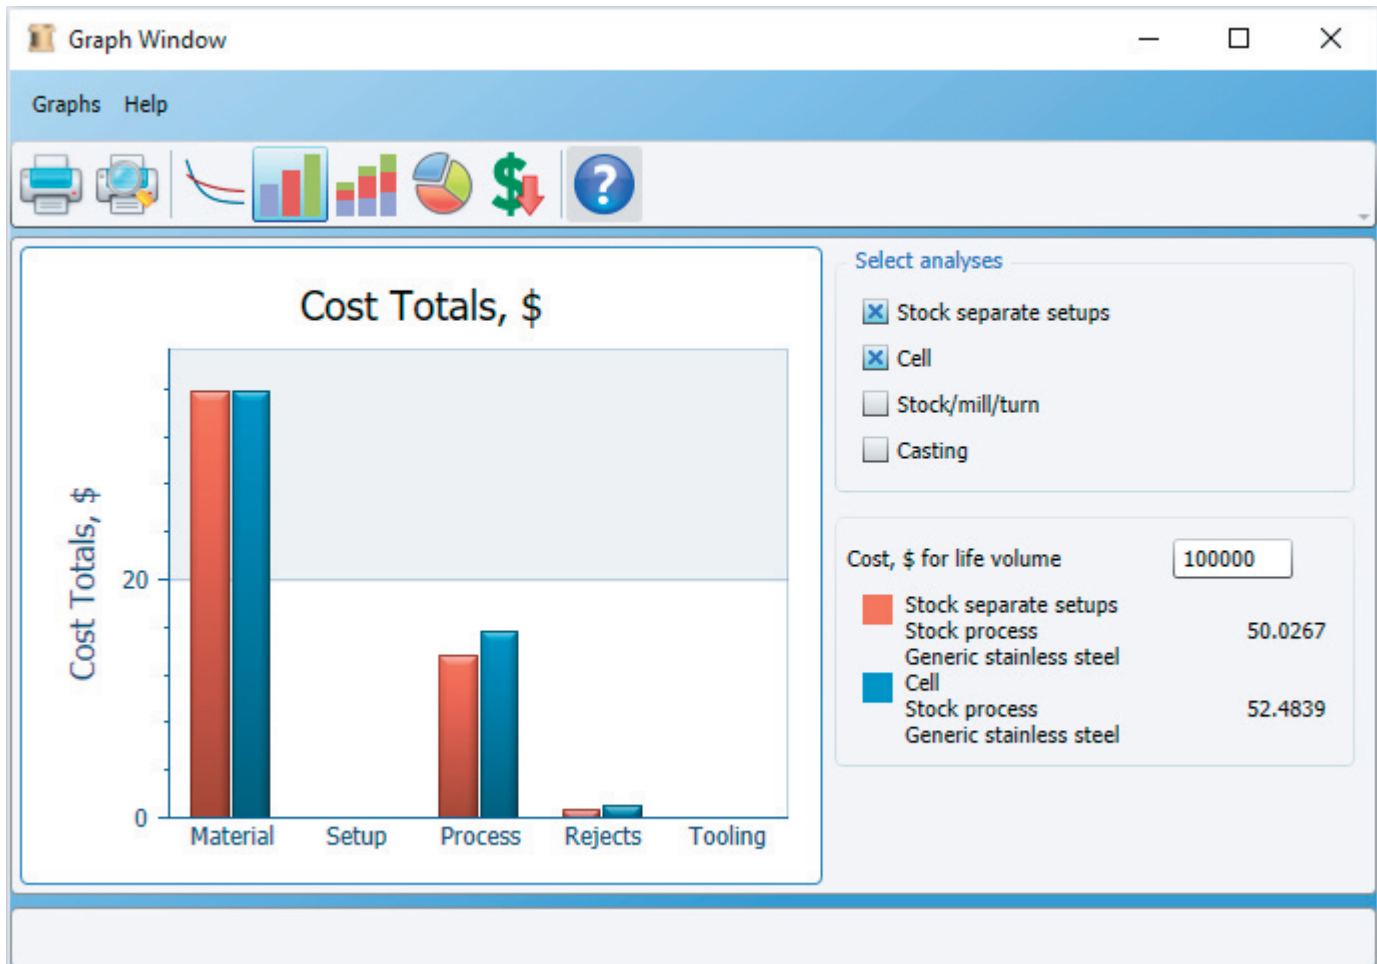 Graph Window
Graphs Help
?
Cost Totals, $
Cost Totals, $
20
0
Material Setup Process Rejects Tooling
Select analyses
Stock separate setups
Cell
Stock/mill/turn
Casting
Cost, $ for life volume 100000
Stock separate setups
Stock process 50.0267
Generic stainless steel
Cell
Stock process 52.4839
Generic stainless steel